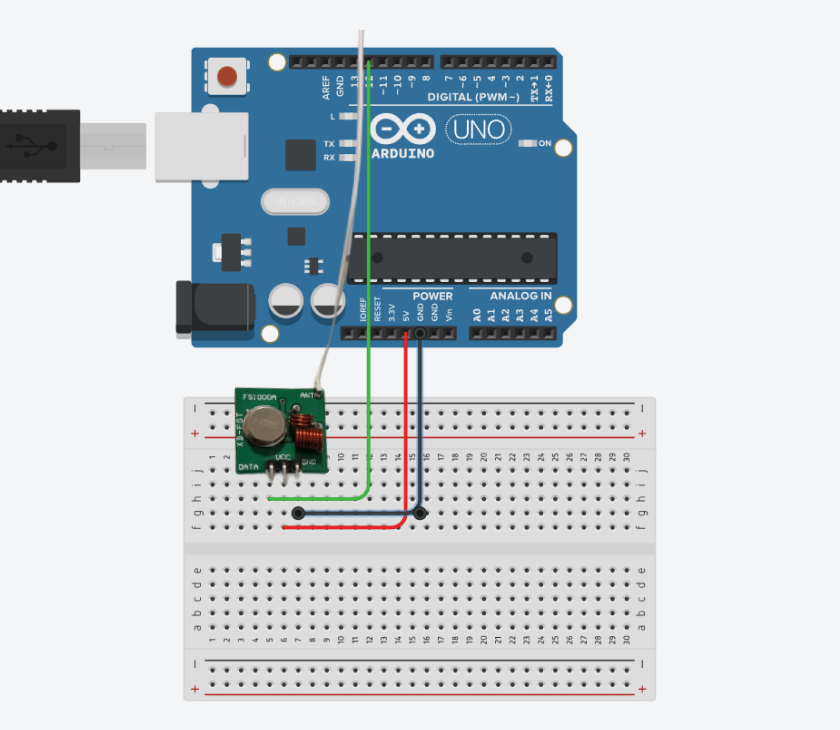 AREF
GND
13
12
~11
~10
~9
8
7
~6
~5
4
~3
2
TX→1
RX←0
DIGITAL (PWM~)
L
TX
RX
ARDUINO
UNO
ON
IOREF
RESET
3.3V
5V
GND
GND
Vin
POWER
ANALOG IN
A0
A1
A2
A3
A4
A5
FS1000A
ANT
XD-FST
VCC
DATA
GND
– –
+ +
1 2 3 4 5 6 7 8 9 10 11 12 13 14 15 16 17 18 19 20 21 22 23 24 25 26 27 28 29 30
j j
i i
h h
g g
f f
e e
d d
c c
b b
a a
1 2 3 4 5 6 7 8 9 10 11 12 13 14 15 16 17 18 19 20 21 22 23 24 25 26 27 28 29 30
– –
+ +